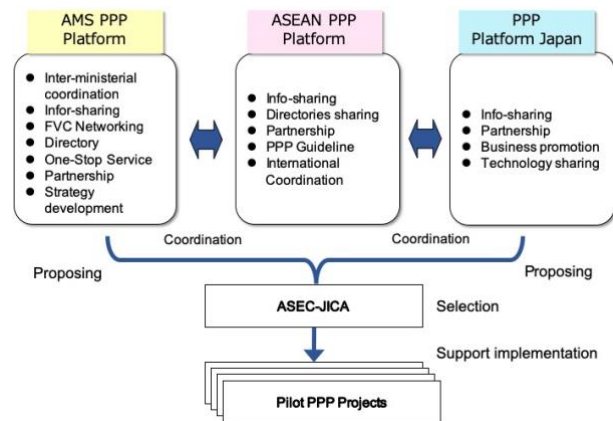 AMS PPP
Platform
● Inter-ministerial
coordination
● Infor-sharing
● FVC Networking
● Directory
● One-Stop Service
● Partnership
● Strategy
development
ASEAN PPP
Platform
● Info-sharing
● Directories sharing
● Partnership
● PPP Guideline
● International
Coordination
PPP
Platform Japan
● Info-sharing
● Partnership
● Business promotion
● Technology sharing
Coordination
Coordination
Proposing
Proposing
ASEC-JICA
Selection
Support implementation
Pilot PPP Projects